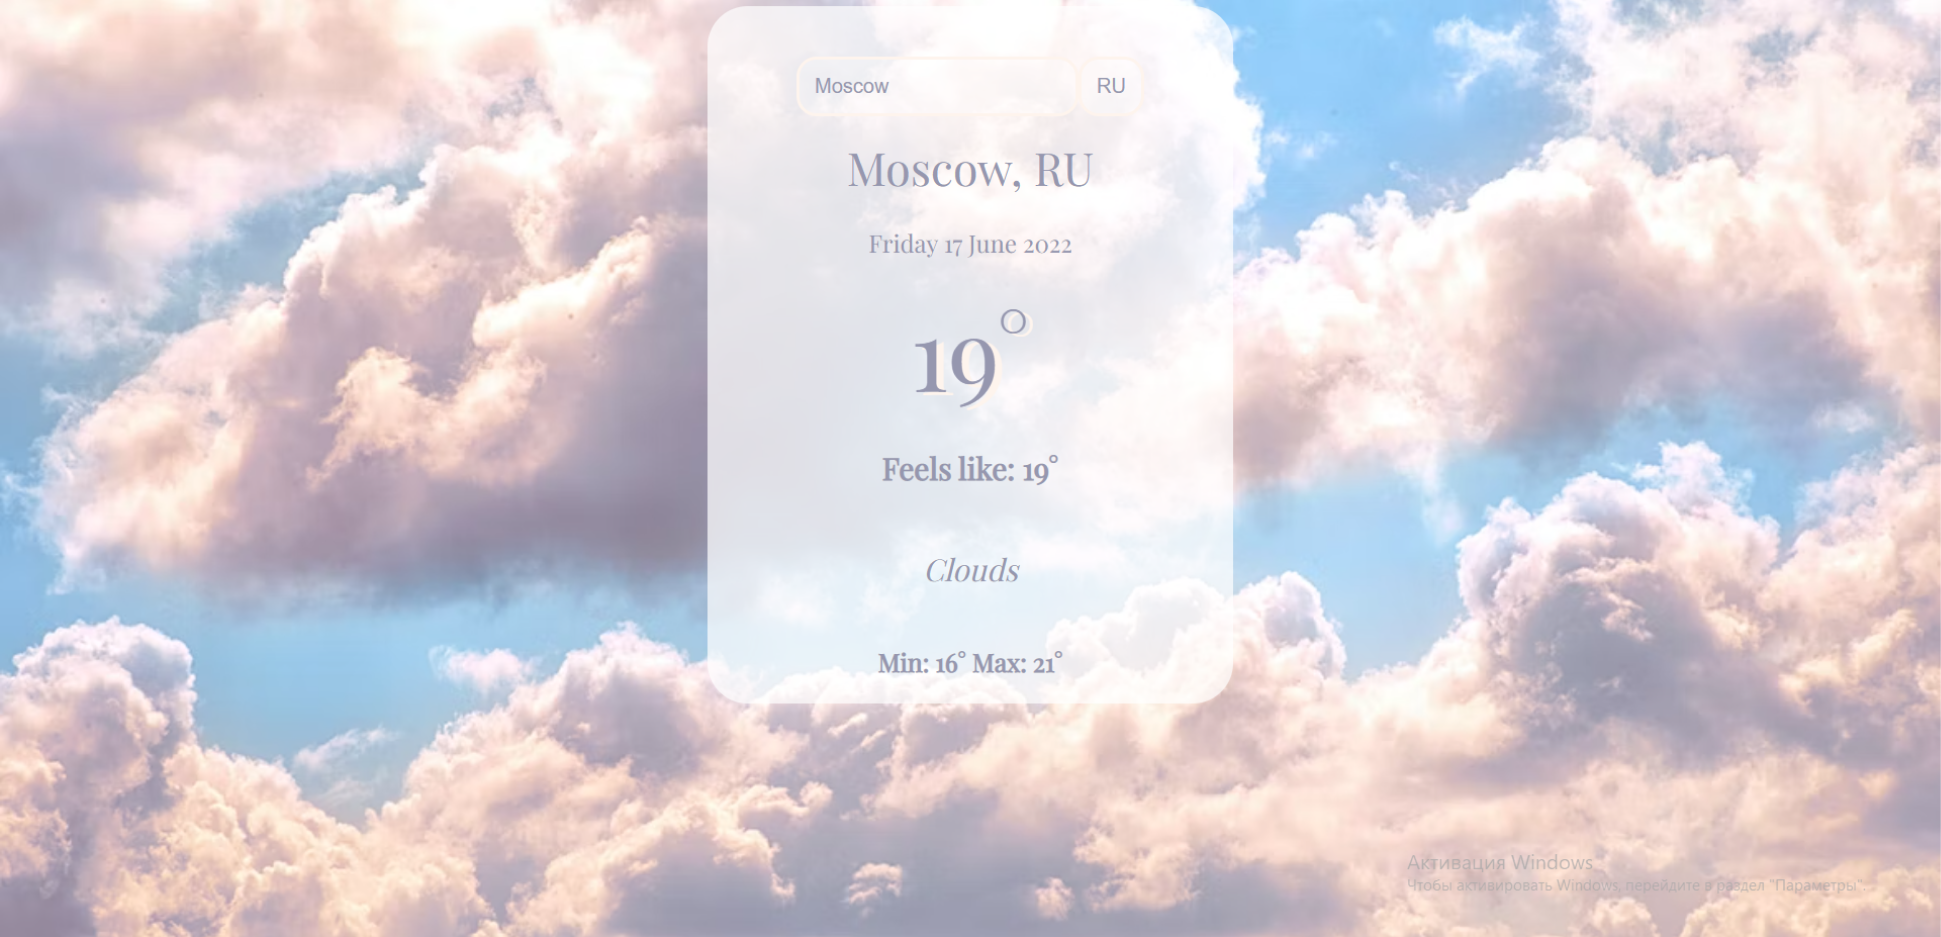 Moscow RU
Moscow, RU
Friday 17 June 2022
19°
Feels like: 19°
Clouds
Min: 16° Max: 21°
Активация Windows
Чтобы активировать Windows, перейдите в раздел "Параметры".